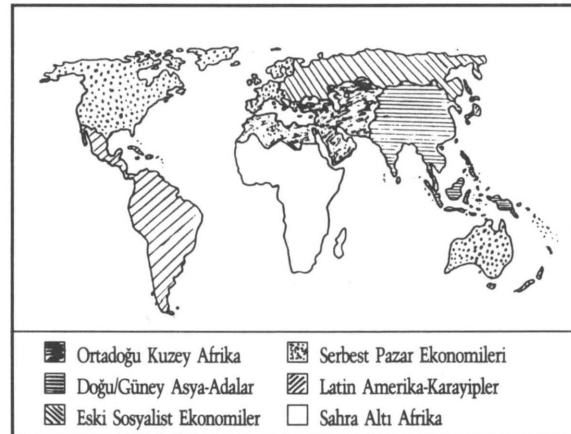 Ortadoğu Kuzey Afrika
Doğu/Güney Asya-Adalar
Eski Sosyalist Ekonomiler
Serbest Pazar Ekonomileri
Latin Amerika-Karayipler
Sahra Altı Afrika